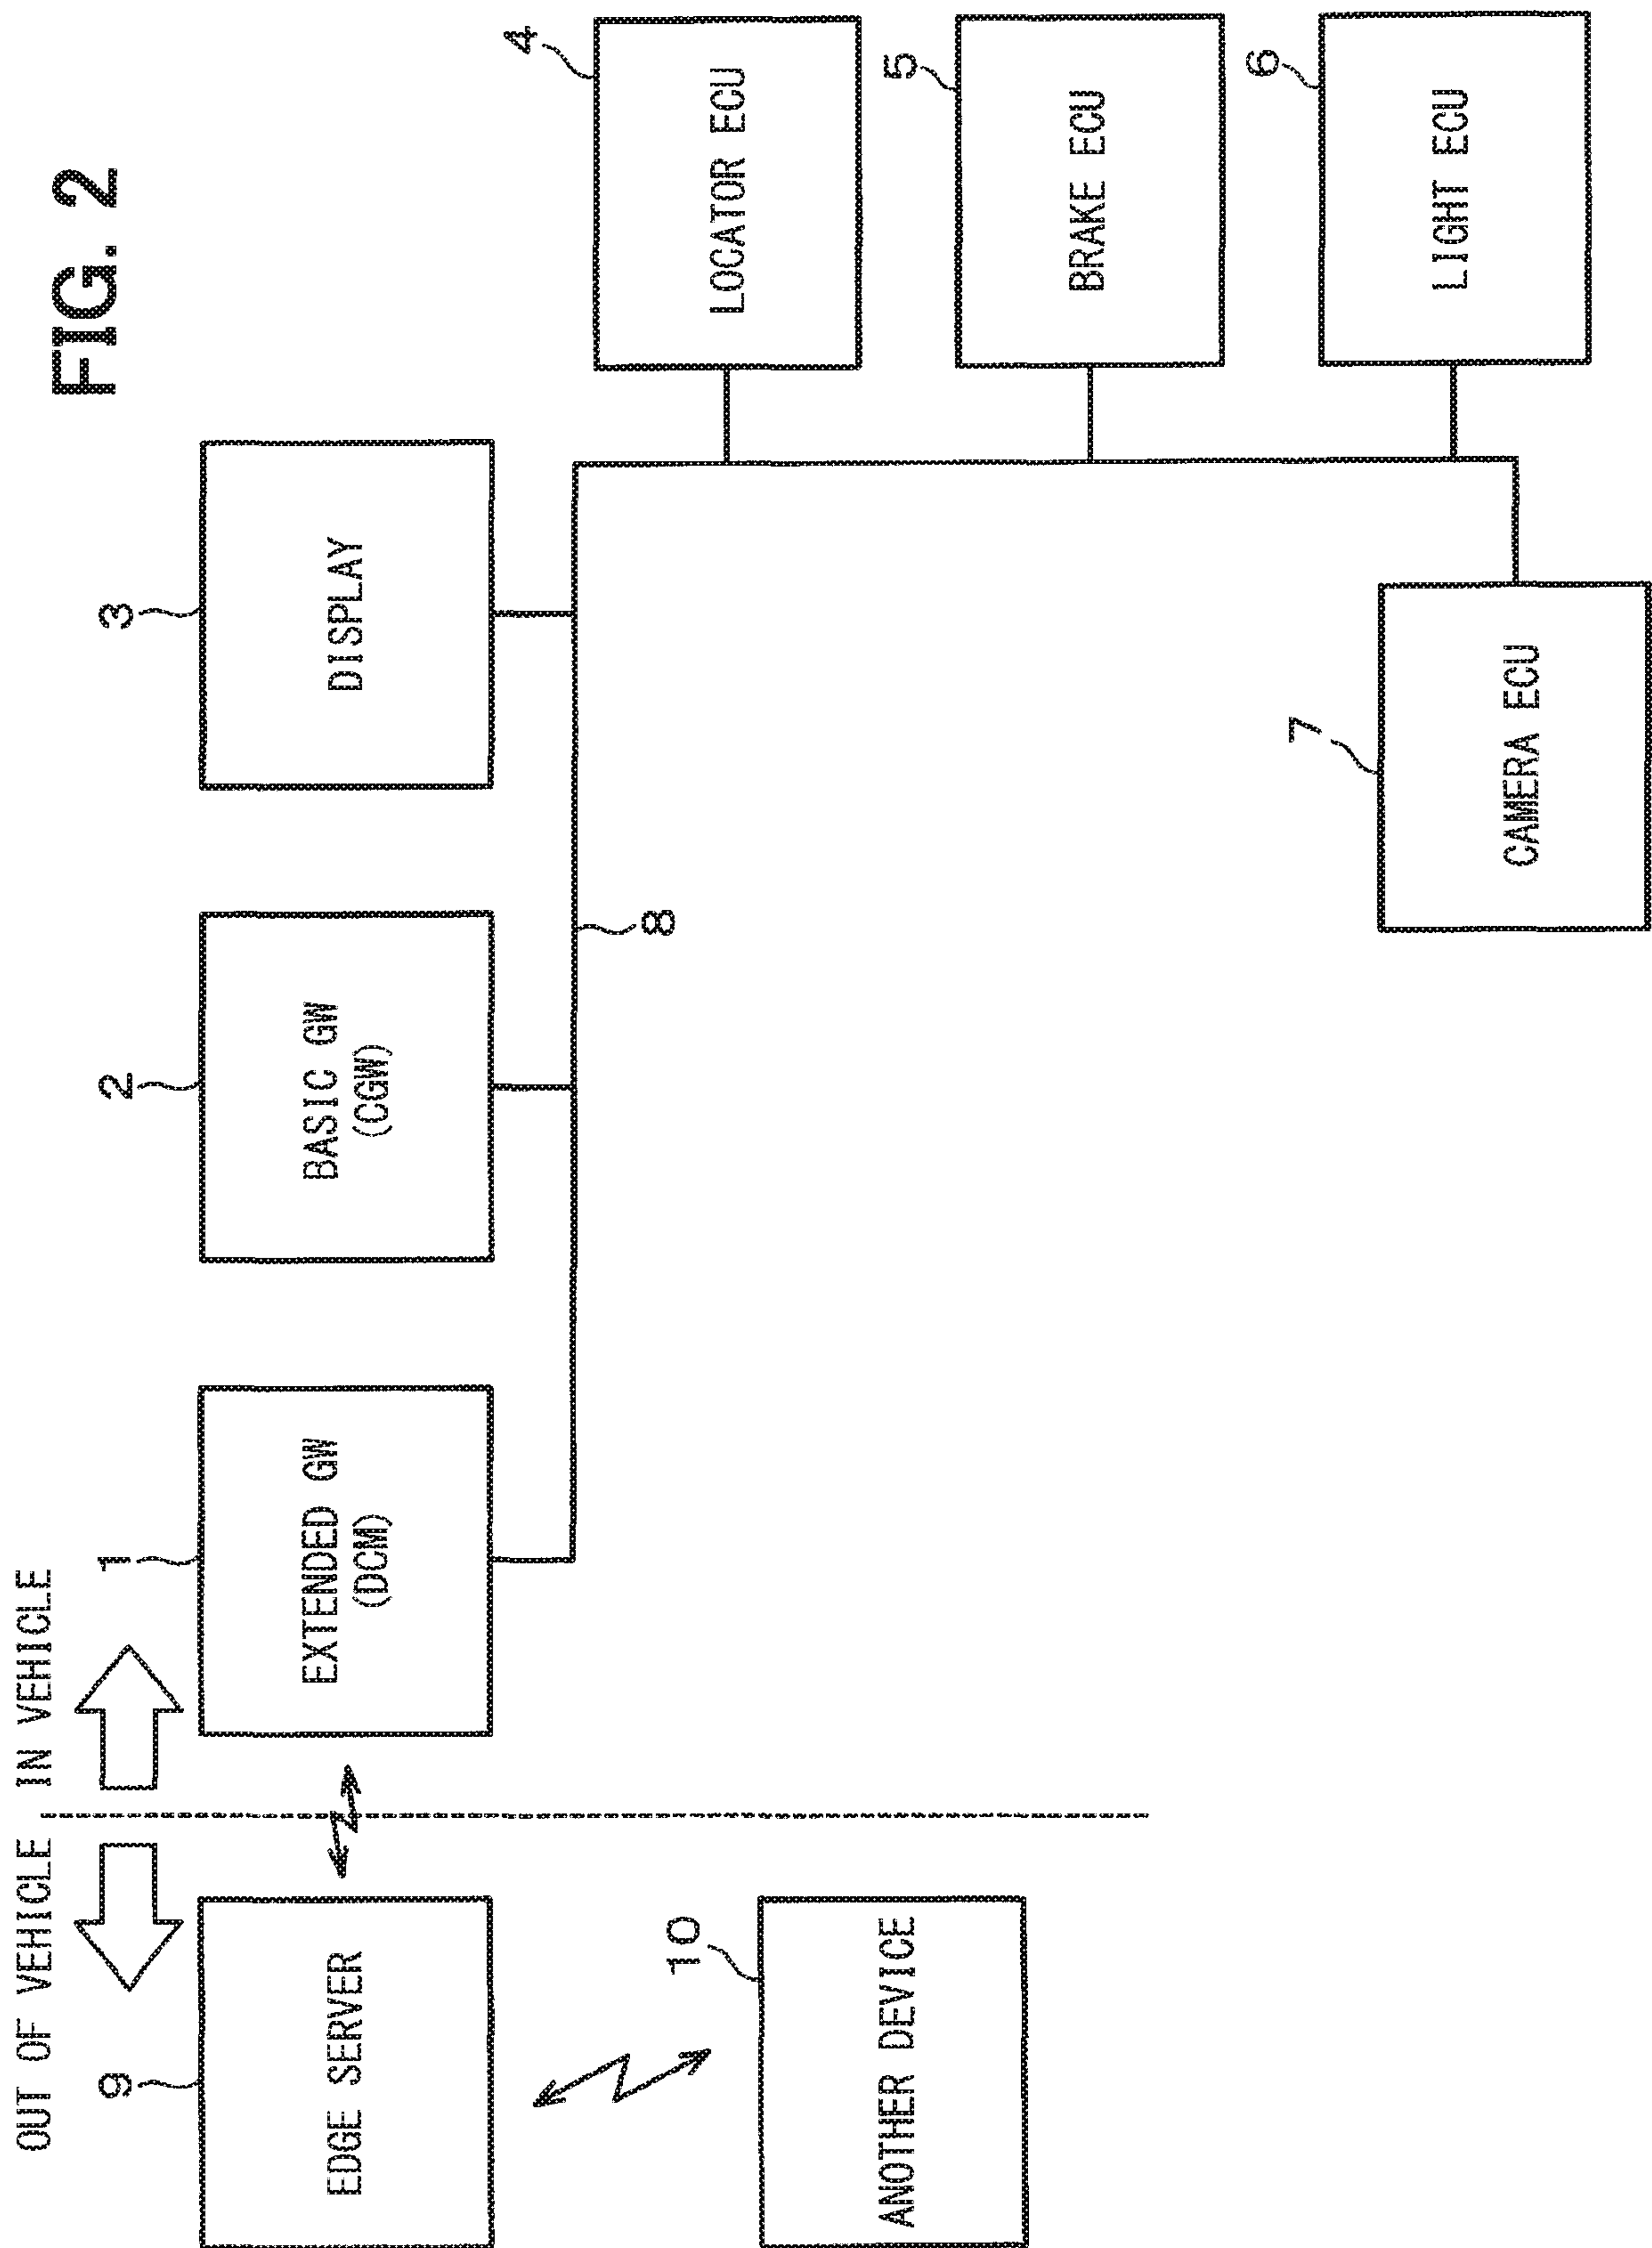 FIG. 2
OUT OF VEHICLE
IN VEHICLE
9
EDGE SERVER
1
EXTENDED GW
(DCM)
2
BASIC GW
(CGW)
3
DISPLAY
8
4
LOCATOR ECU
5
BRAKE ECU
6
LIGHT ECU
7
CAMERA ECU
10
ANOTHER DEVICE